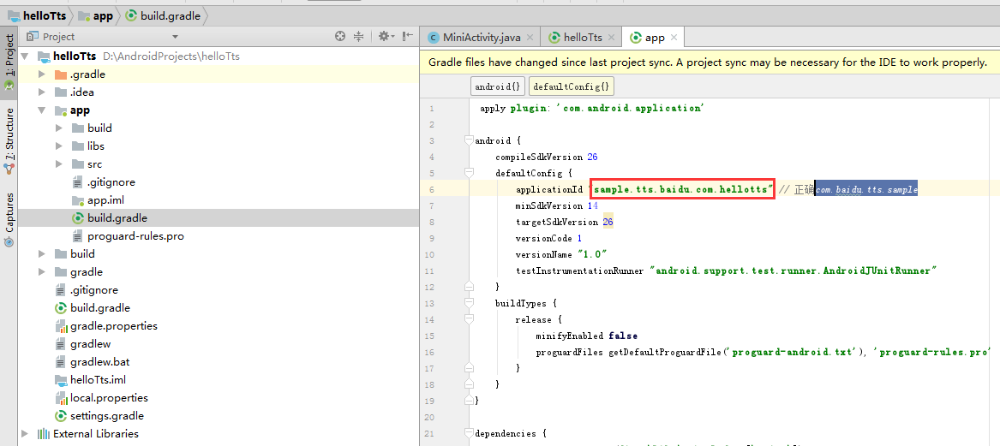 helloTts app build.gradle
Project
1: Project
7: Structure
Captures
helloTts D:\AndroidProjects\helloTts
.gradle
.idea
app
build
libs
src
.gitignore
app.iml
build.gradle
proguard-rules.pro
build
gradle
.gitignore
build.gradle
gradle.properties
gradlew
gradlew.bat
helloTts.iml
local.properties
settings.gradle
External Libraries
MiniActivity.java helloTts app
Gradle files have changed since last project sync. A project sync may be necessary for the IDE to work properly.
android{} defaultConfig{}
1 apply plugin: 'com.android.application'
2
3 android {
4 compileSdkVersion 26
5 defaultConfig {
6 applicationId "sample.tts.baidu.com.hellotts" // 正确com.baidu.tts.sample
7 minSdkVersion 14
8 targetSdkVersion 26
9 versionCode 1
10 versionName "1.0"
11 testInstrumentationRunner "android.support.test.runner.AndroidJUnitRunner"
12 }
13 buildTypes {
14 release {
15 minifyEnabled false
16 proguardFiles getDefaultProguardFile('proguard-android.txt'), 'proguard-rules.pro'
17 }
18 }
19 }
20
21 dependencies {